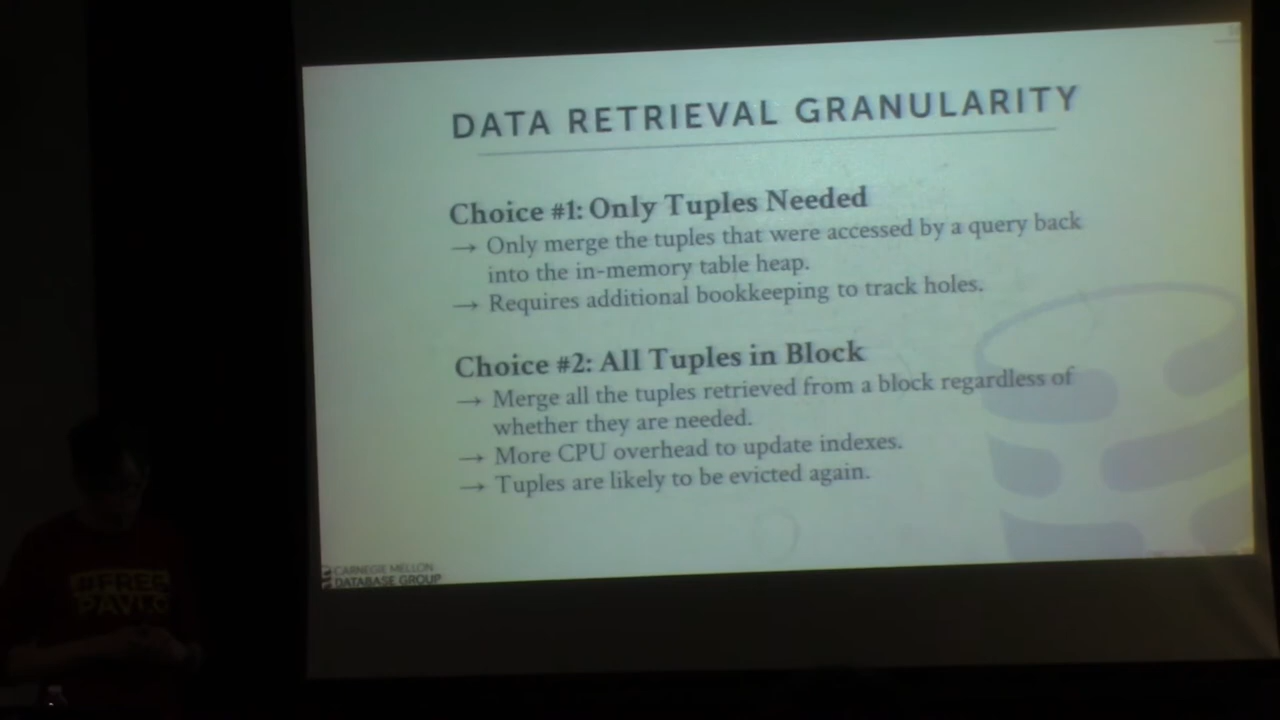 DATA RETRIEVAL GRANULARITY
Choice #1: Only Tuples Needed
→ Only merge the tuples that were accessed by a query back
into the in-memory table heap.
→ Requires additional bookkeeping to track holes.
Choice #2: All Tuples in Block
→ Merge all the tuples retrieved from a block regardless of
whether they are needed.
→ More CPU overhead to update indexes.
→ Tuples are likely to be evicted again.
CARNEGIE MELLON
DATABASE GROUP
#FREE
PAVLO